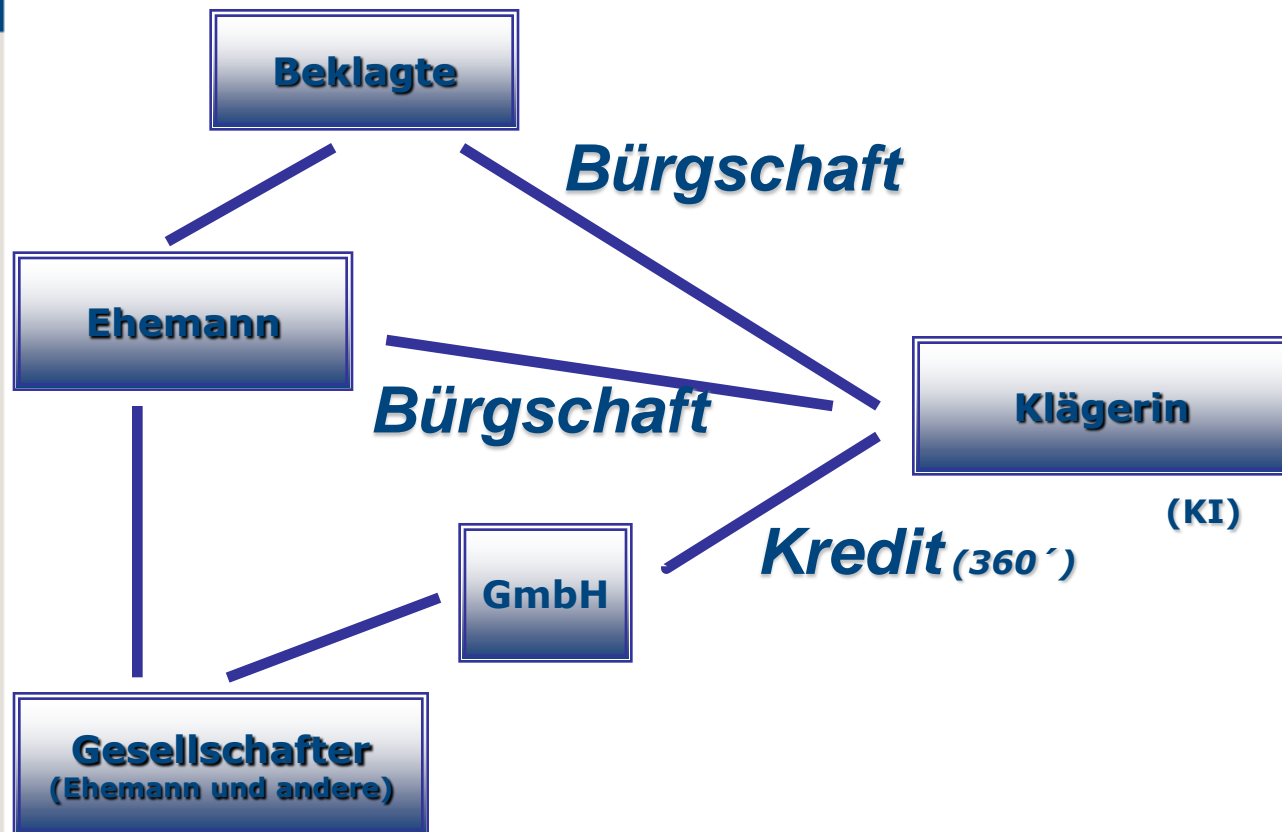 Beklagte
Bürgschaft
Ehemann
Bürgschaft
Klägerin
(KI)
Kredit (360´)
GmbH
Gesellschafter
(Ehemann und andere)